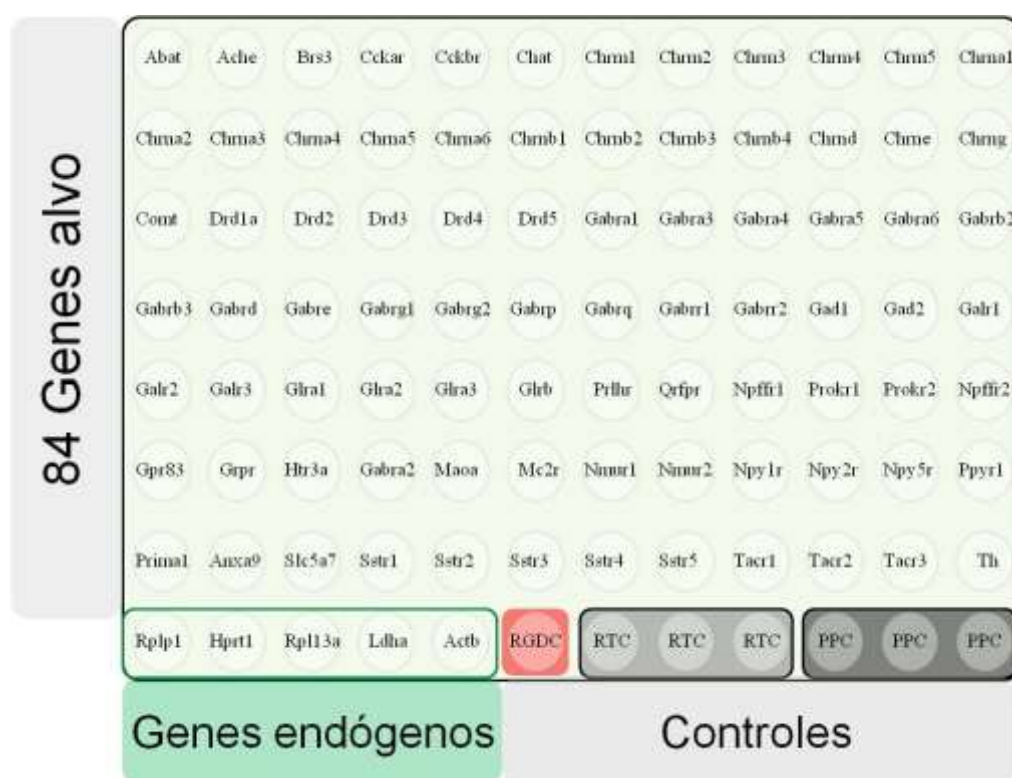 84 Genes alvo
Abat Ache Brs3 Cckar Cckbr Chat Chrm1 Chrm2 Chrm3 Chrm4 Chrm5 Chrna1
Chrna2 Chrna3 Chrna4 Chrna5 Chrna6 Chrnb1 Chrnb2 Chrnb3 Chrnb4 Chrnd Chrne Chrng
Comt Drd1a Drd2 Drd3 Drd4 Drd5 Gabra1 Gabra3 Gabra4 Gabra5 Gabra6 Gabrb2
Gabrb3 Gabrd Gabre Gabrg1 Gabrg2 Gabrp Gabrq Gabrr1 Gabrr2 Gad1 Gad2 Galr1
Galr2 Galr3 Glra1 Glra2 Glra3 Glrb Prlhr Qrfpr Npffr1 Prokr1 Prokr2 Npffr2
Gpr83 Grpr Htr3a Gabra2 Maoa Mc2r Nmur1 Nmur2 Npy1r Npy2r Npy5r Ppyr1
Prima1 Anxa9 Slc5a7 Sstr1 Sstr2 Sstr3 Sstr4 Sstr5 Tacr1 Tacr2 Tacr3 Th
Rplp1 Hprt1 Rpl13a Ldha Actb RGDC RTC RTC RTC PPC PPC PPC
Genes endógenos Controles